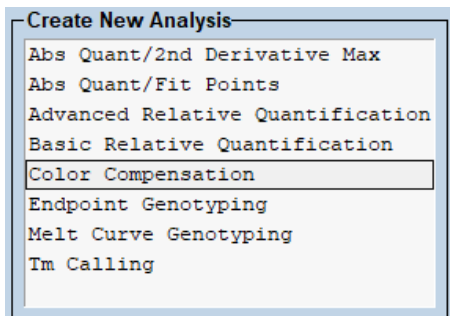 Create New Analysis
Abs Quant/2nd Derivative Max
Abs Quant/Fit Points
Advanced Relative Quantification
Basic Relative Quantification
Color Compensation
Endpoint Genotyping
Melt Curve Genotyping
Tm Calling